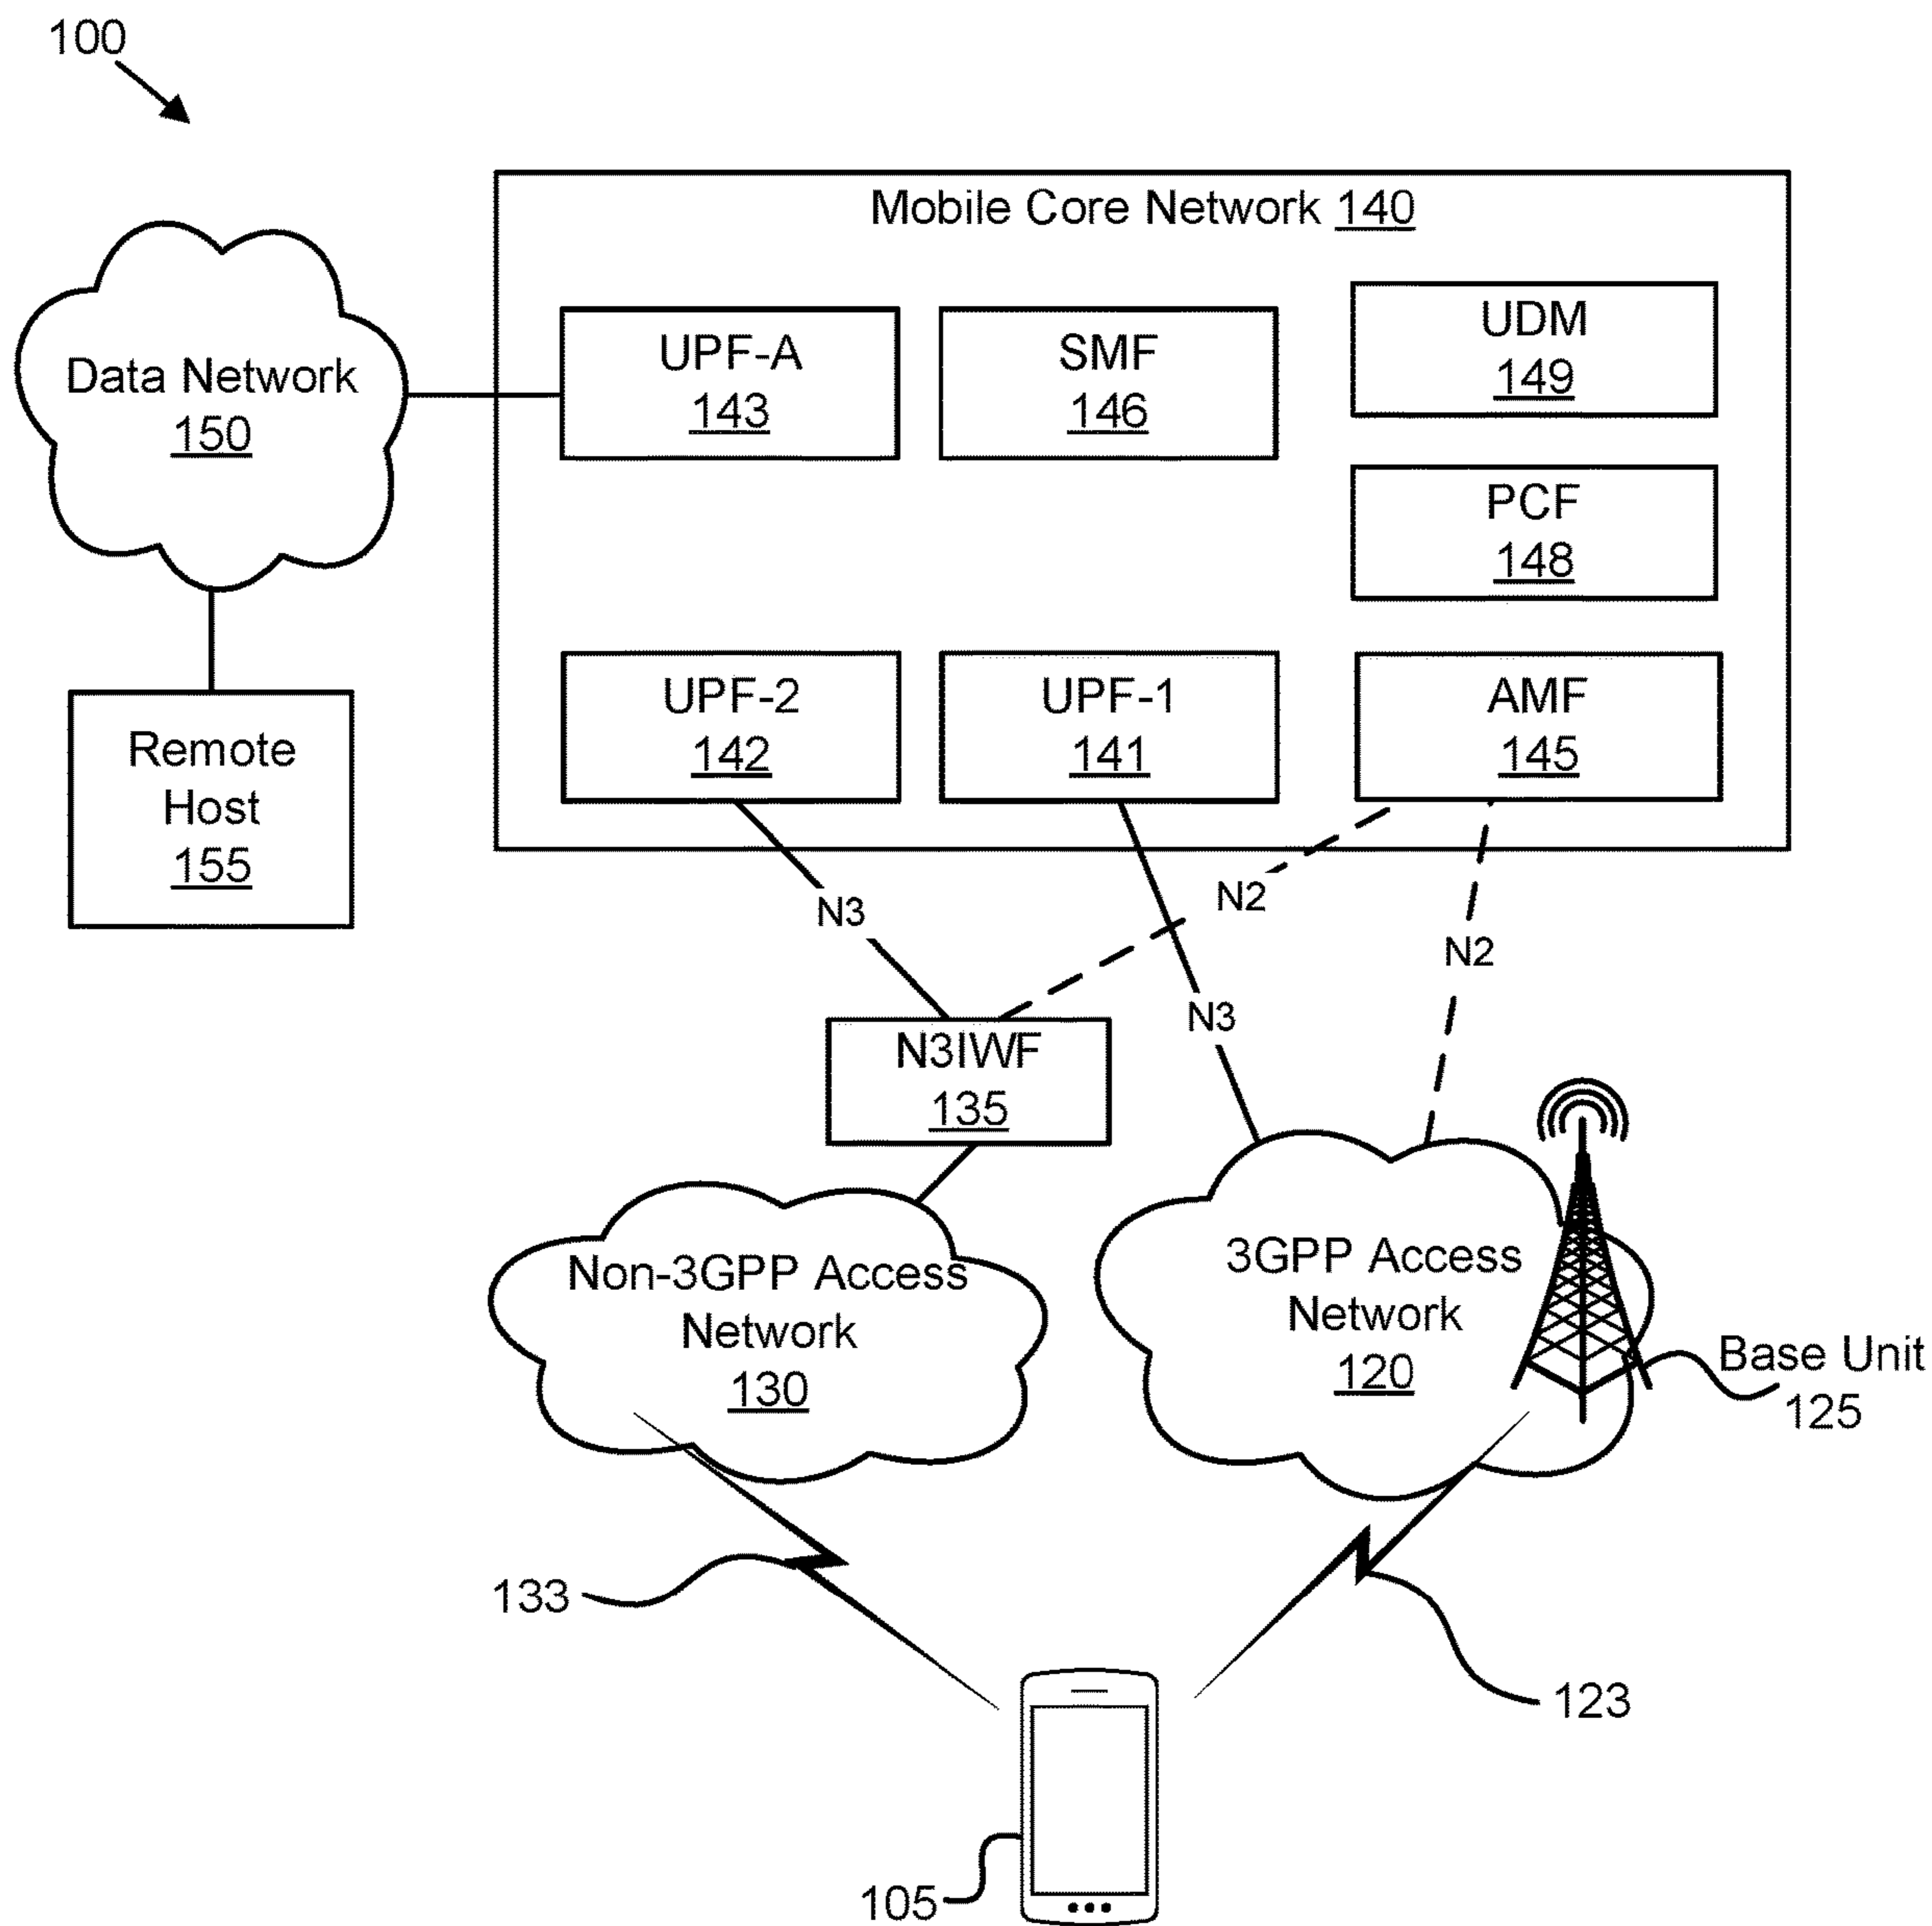 100
Mobile Core Network 140
Data Network
150
UPF-A
143
SMF
146
UDM
149
PCF
148
UPF-2
142
UPF-1
141
AMF
145
Remote
Host
155
N3
N2
N2
N3
N3IWF
135
Non-3GPP Access
Network
130
3GPP Access
Network
120
Base Unit
125
133
123
105